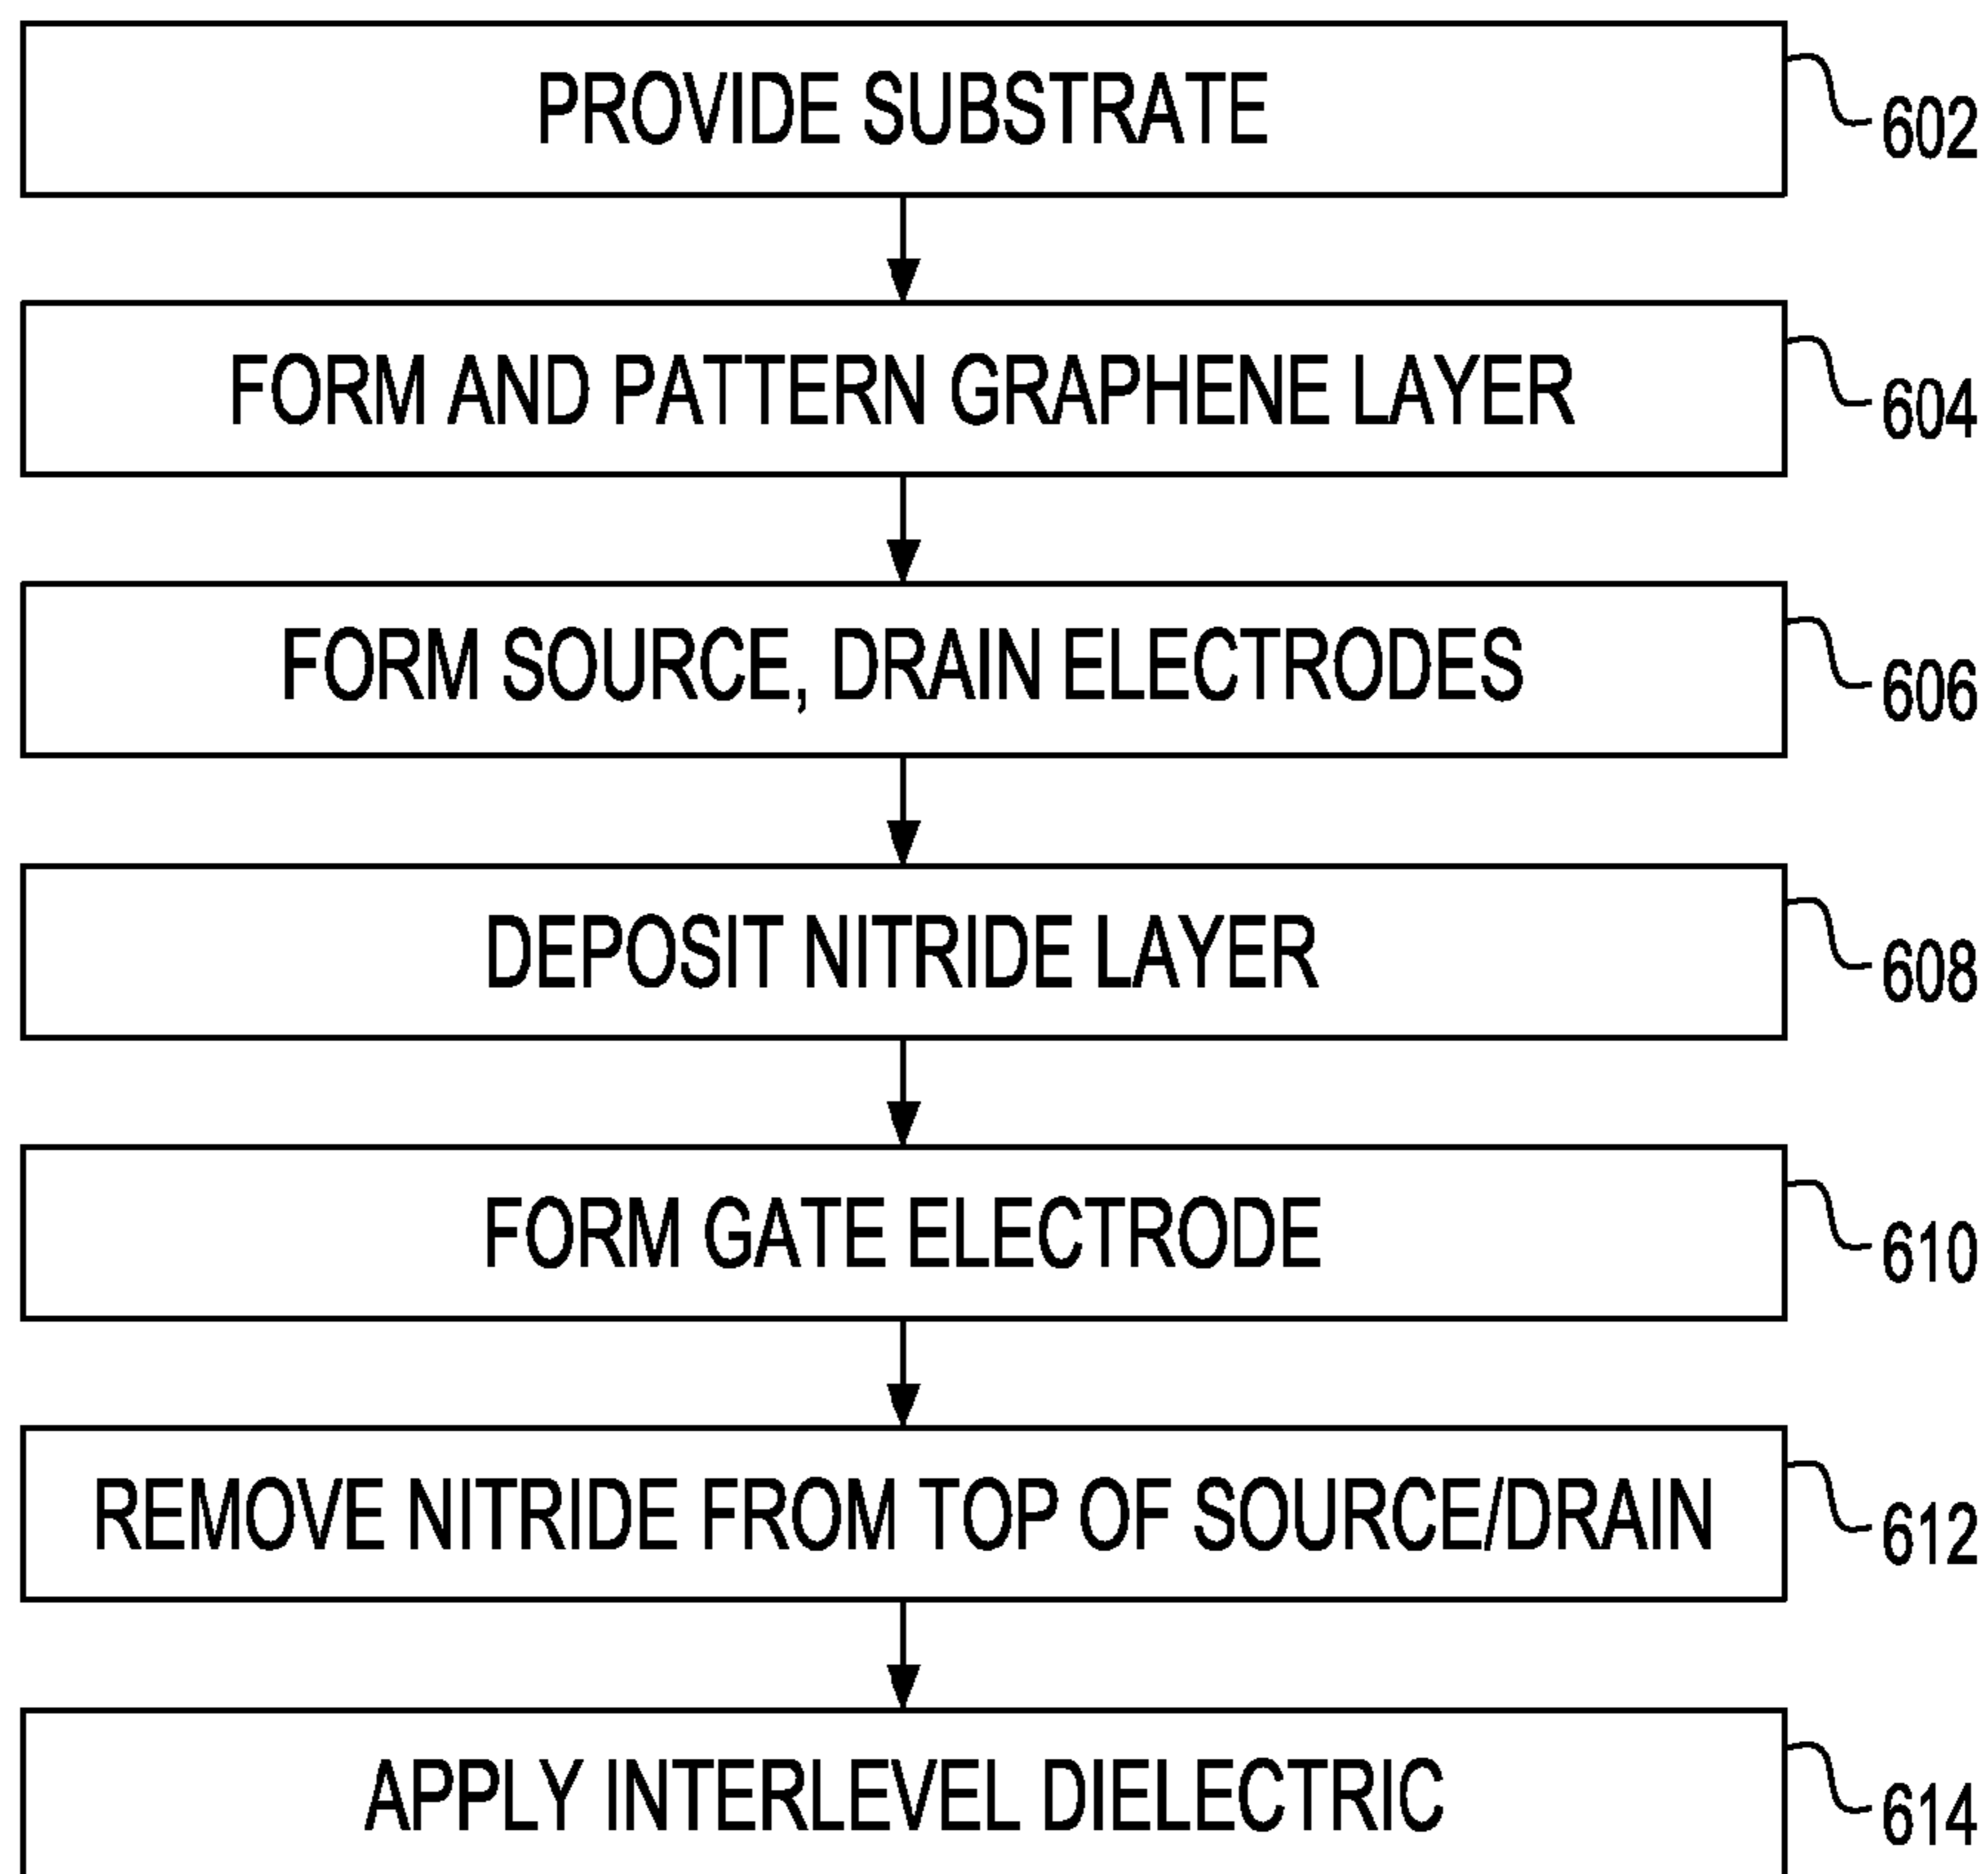 PROVIDE SUBSTRATE
602
FORM AND PATTERN GRAPHENE LAYER
604
FORM SOURCE, DRAIN ELECTRODES
606
DEPOSIT NITRIDE LAYER
608
FORM GATE ELECTRODE
610
REMOVE NITRIDE FROM TOP OF SOURCE/DRAIN
612
APPLY INTERLEVEL DIELECTRIC
614